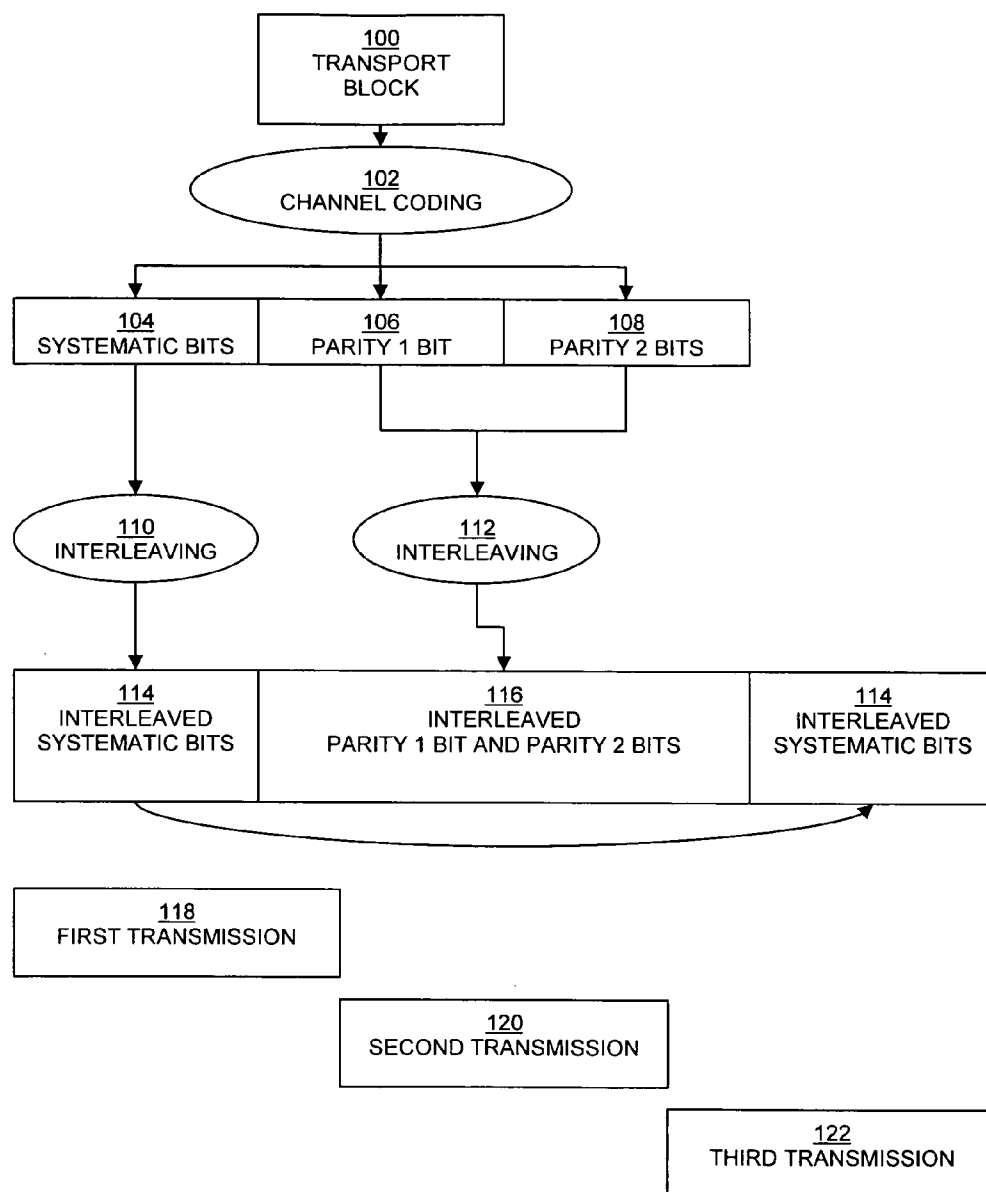 100
TRANSPORT
BLOCK
102
CHANNEL CODING
104
SYSTEMATIC BITS
106
PARITY 1 BIT
108
PARITY 2 BITS
110
INTERLEAVING
112
INTERLEAVING
114
INTERLEAVED
SYSTEMATIC BITS
116
INTERLEAVED
PARITY 1 BIT AND PARITY 2 BITS
114
INTERLEAVED
SYSTEMATIC BITS
118
FIRST TRANSMISSION
120
SECOND TRANSMISSION
122
THIRD TRANSMISSION